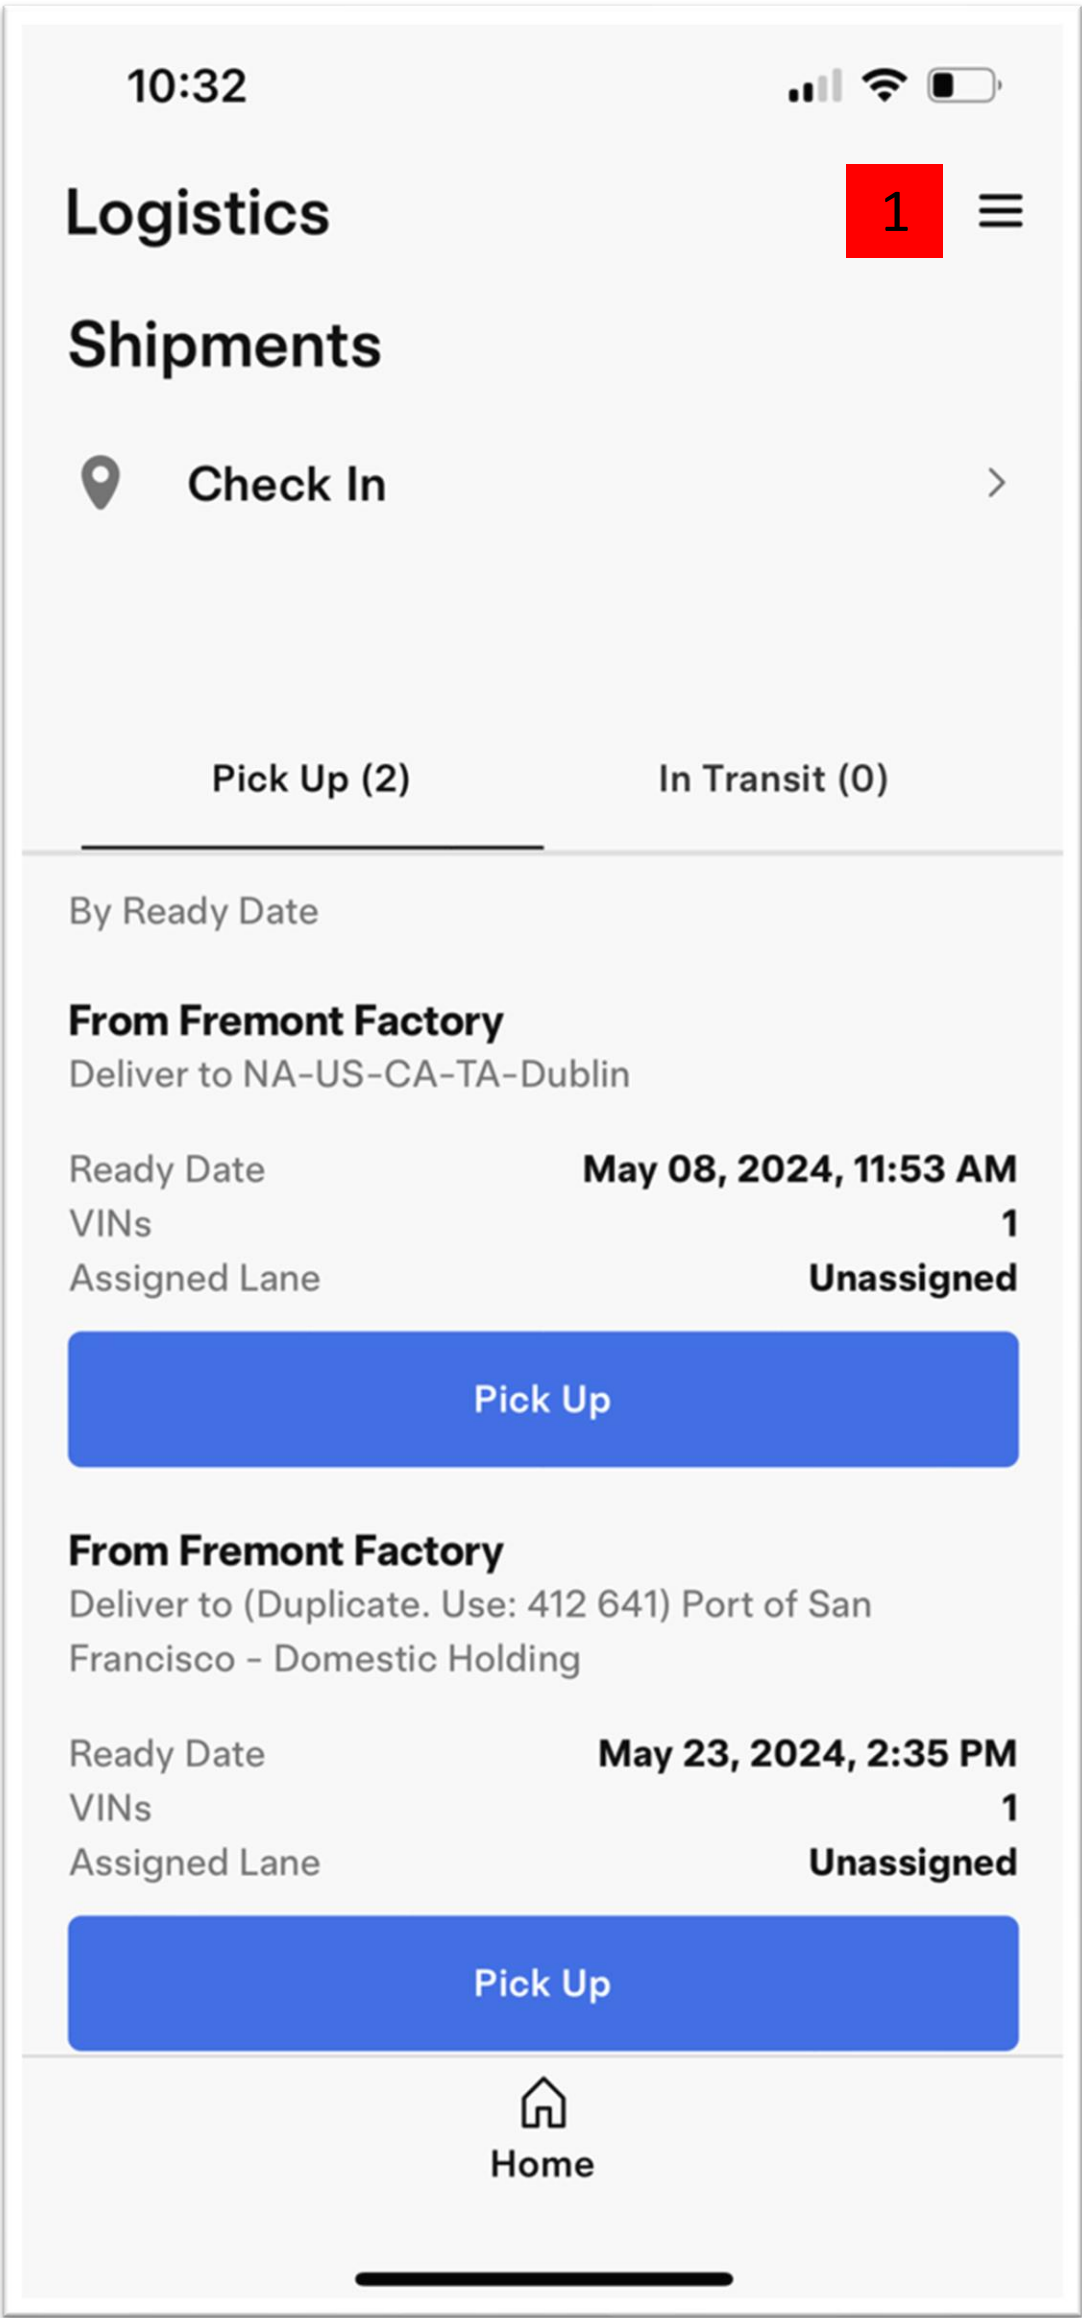 10:32
Logistics
1
Shipments
Check In
Pick Up (2)
In Transit (0)
By Ready Date
From Fremont Factory
Deliver to NA-US-CA-TA-Dublin
Ready Date May 08, 2024, 11:53 AM
VINs 1
Assigned Lane Unassigned
Pick Up
From Fremont Factory
Deliver to (Duplicate. Use: 412 641) Port of San
Francisco - Domestic Holding
Ready Date May 23, 2024, 2:35 PM
VINs 1
Assigned Lane Unassigned
Pick Up
Home